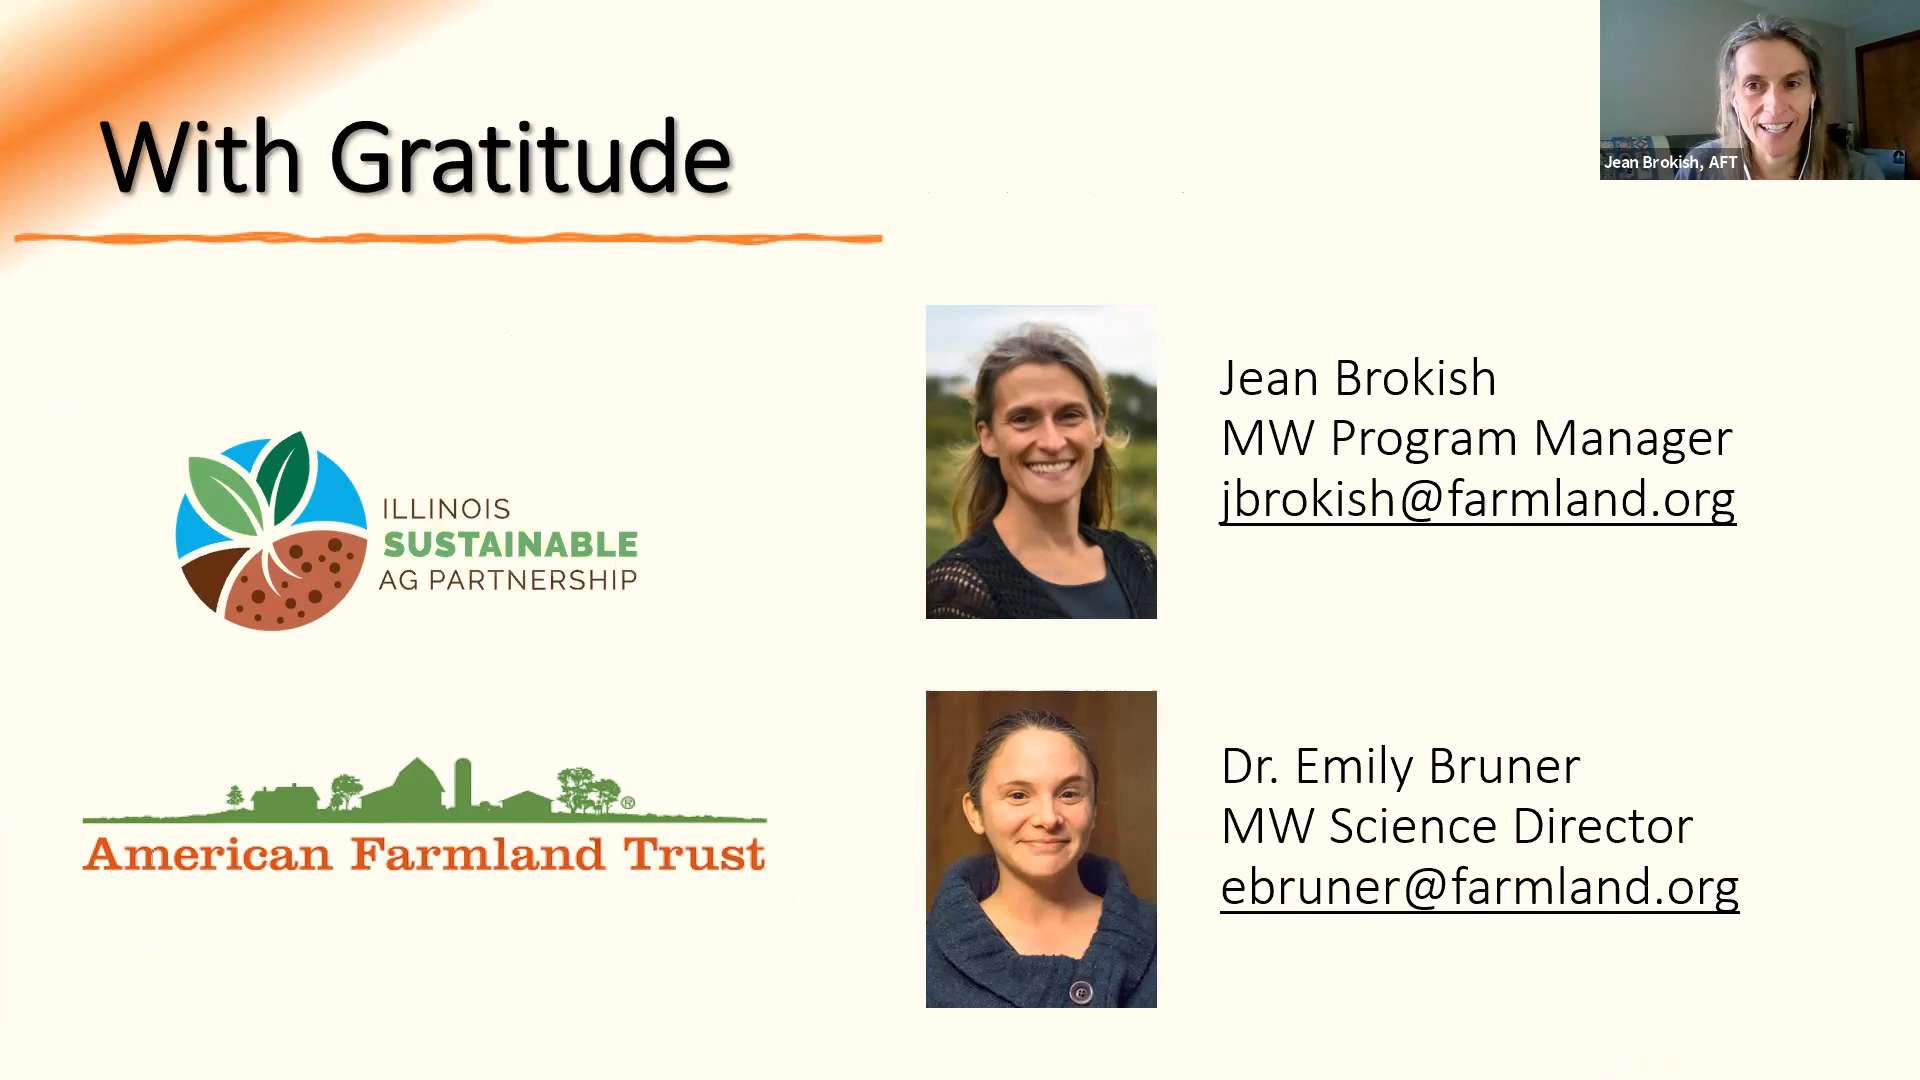 With Gratitude
Jean Brokish, AFT
Jean Brokish
MW Program Manager
jbrokish@farmland.org
ILLINOIS
SUSTAINABLE
AG PARTNERSHIP
American Farmland Trust
®
Dr. Emily Bruner
MW Science Director
ebruner@farmland.org